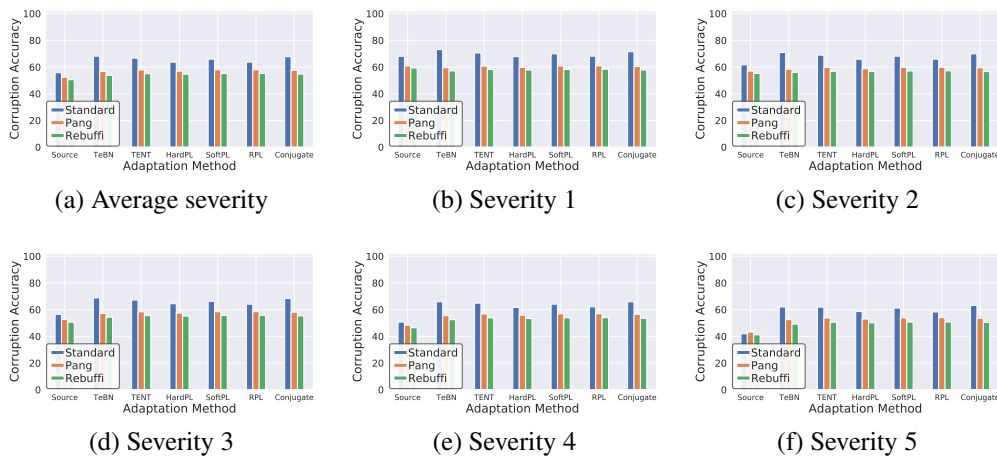 Corruption Accuracy
100
80
60
40
20
0
Standard
Pang
Rebuffi
Source TeBN TENT HardPL SoftPL RPL Conjugate
Adaptation Method
(a) Average severity
Corruption Accuracy
100
80
60
40
20
0
Standard
Pang
Rebuffi
Source TeBN TENT HardPL SoftPL RPL Conjugate
Adaptation Method
(b) Severity 1
Corruption Accuracy
100
80
60
40
20
0
Standard
Pang
Rebuffi
Source TeBN TENT HardPL SoftPL RPL Conjugate
Adaptation Method
(c) Severity 2
Corruption Accuracy
100
80
60
40
20
0
Standard
Pang
Rebuffi
Source TeBN TENT HardPL SoftPL RPL Conjugate
Adaptation Method
(d) Severity 3
Corruption Accuracy
100
80
60
40
20
0
Standard
Pang
Rebuffi
Source TeBN TENT HardPL SoftPL RPL Conjugate
Adaptation Method
(e) Severity 4
Corruption Accuracy
100
80
60
40
20
0
Standard
Pang
Rebuffi
Source TeBN TENT HardPL SoftPL RPL Conjugate
Adaptation Method
(f) Severity 5